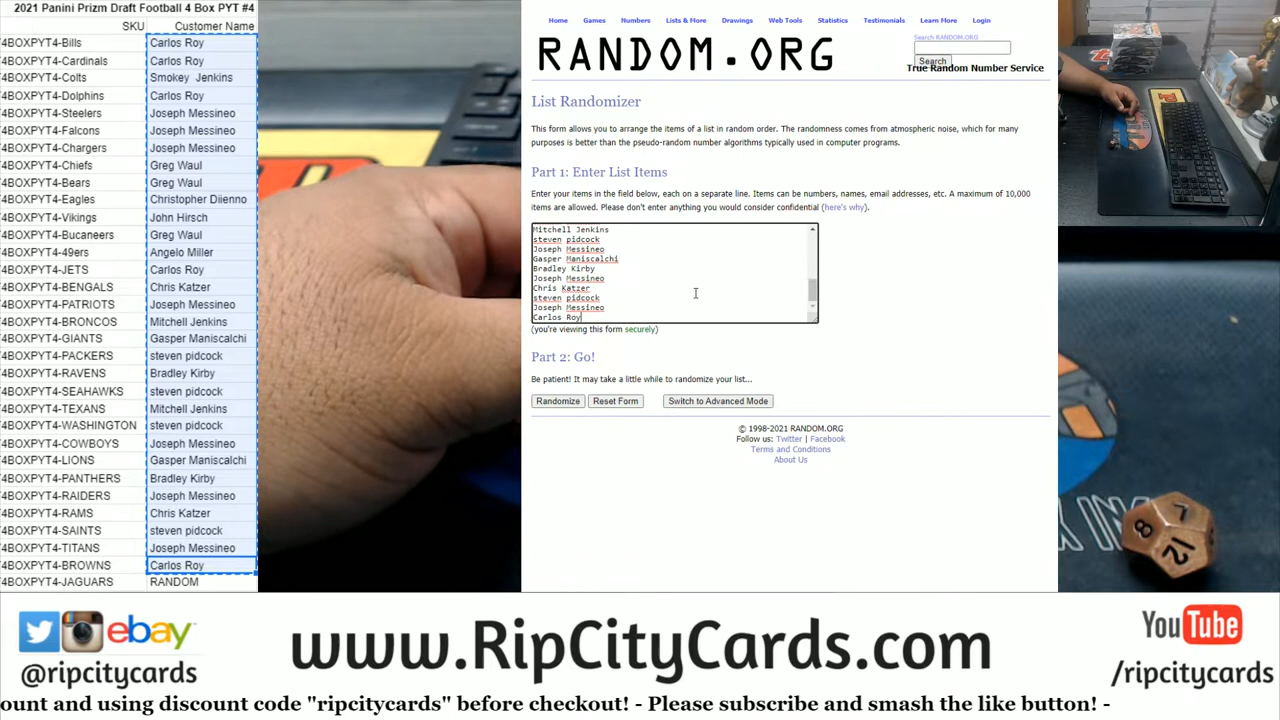 2021 Panini Prizm Draft Football 4 Box PYT #4
SKU Customer Name
4BOXPYT4-Bills Carlos Roy
4BOXPYT4-Cardinals Carlos Roy
4BOXPYT4-Colts Smokey Jenkins
4BOXPYT4-Dolphins Carlos Roy
4BOXPYT4-Steelers Joseph Messineo
4BOXPYT4-Falcons Joseph Messineo
4BOXPYT4-Chargers Joseph Messineo
4BOXPYT4-Chiefs Greg Waul
4BOXPYT4-Bears Greg Waul
4BOXPYT4-Eagles Christopher Diienno
4BOXPYT4-Vikings John Hirsch
4BOXPYT4-Bucaneers Greg Waul
4BOXPYT4-49ers Angelo Miller
4BOXPYT4-JETS Carlos Roy
4BOXPYT4-BENGALS Chris Katzer
4BOXPYT4-PATRIOTS Joseph Messineo
4BOXPYT4-BRONCOS Mitchell Jenkins
4BOXPYT4-GIANTS Gasper Maniscalchi
4BOXPYT4-PACKERS steven pidcock
4BOXPYT4-RAVENS Bradley Kirby
4BOXPYT4-SEAHAWKS steven pidcock
4BOXPYT4-TEXANS Mitchell Jenkins
4BOXPYT4-WASHINGTON steven pidcock
4BOXPYT4-COWBOYS Joseph Messineo
4BOXPYT4-LIONS Gasper Maniscalchi
4BOXPYT4-PANTHERS Bradley Kirby
4BOXPYT4-RAIDERS Joseph Messineo
4BOXPYT4-RAMS Chris Katzer
4BOXPYT4-SAINTS steven pidcock
4BOXPYT4-TITANS Joseph Messineo
4BOXPYT4-BROWNS Carlos Roy
4BOXPYT4-JAGUARS RANDOM
Home Games Numbers Lists & More Drawings Web Tools Statistics Testimonials Learn More Login
RANDOM.ORG
Search RANDOM.ORG
Search
True Random Number Service
List Randomizer
This form allows you to arrange the items of a list in random order. The randomness comes from atmospheric noise, which for many
purposes is better than the pseudo-random number algorithms typically used in computer programs.
Part 1: Enter List Items
Enter your items in the field below, each on a separate line. Items can be numbers, names, email addresses, etc. A maximum of 10,000
items are allowed. Please don't enter anything you would consider confidential (here's why).
Mitchell Jenkins
steven pidcock
Joseph Messineo
Gasper Maniscalchi
Bradley Kirby
Joseph Messineo
Chris Katzer
steven pidcock
Joseph Messineo
Carlos Roy
(you're viewing this form securely)
Part 2: Go!
Be patient! It may take a little while to randomize your list...
Randomize Reset Form Switch to Advanced Mode
© 1998-2021 RANDOM.ORG
Follow us: Twitter | Facebook
Terms and Conditions
About Us
8 7
12
ebay
@ripcitycards
www.RipCityCards.com
YouTube
/ripcitycards
ount and using discount code "ripcitycards" before checkout! - Please subscribe and smash the like button! -